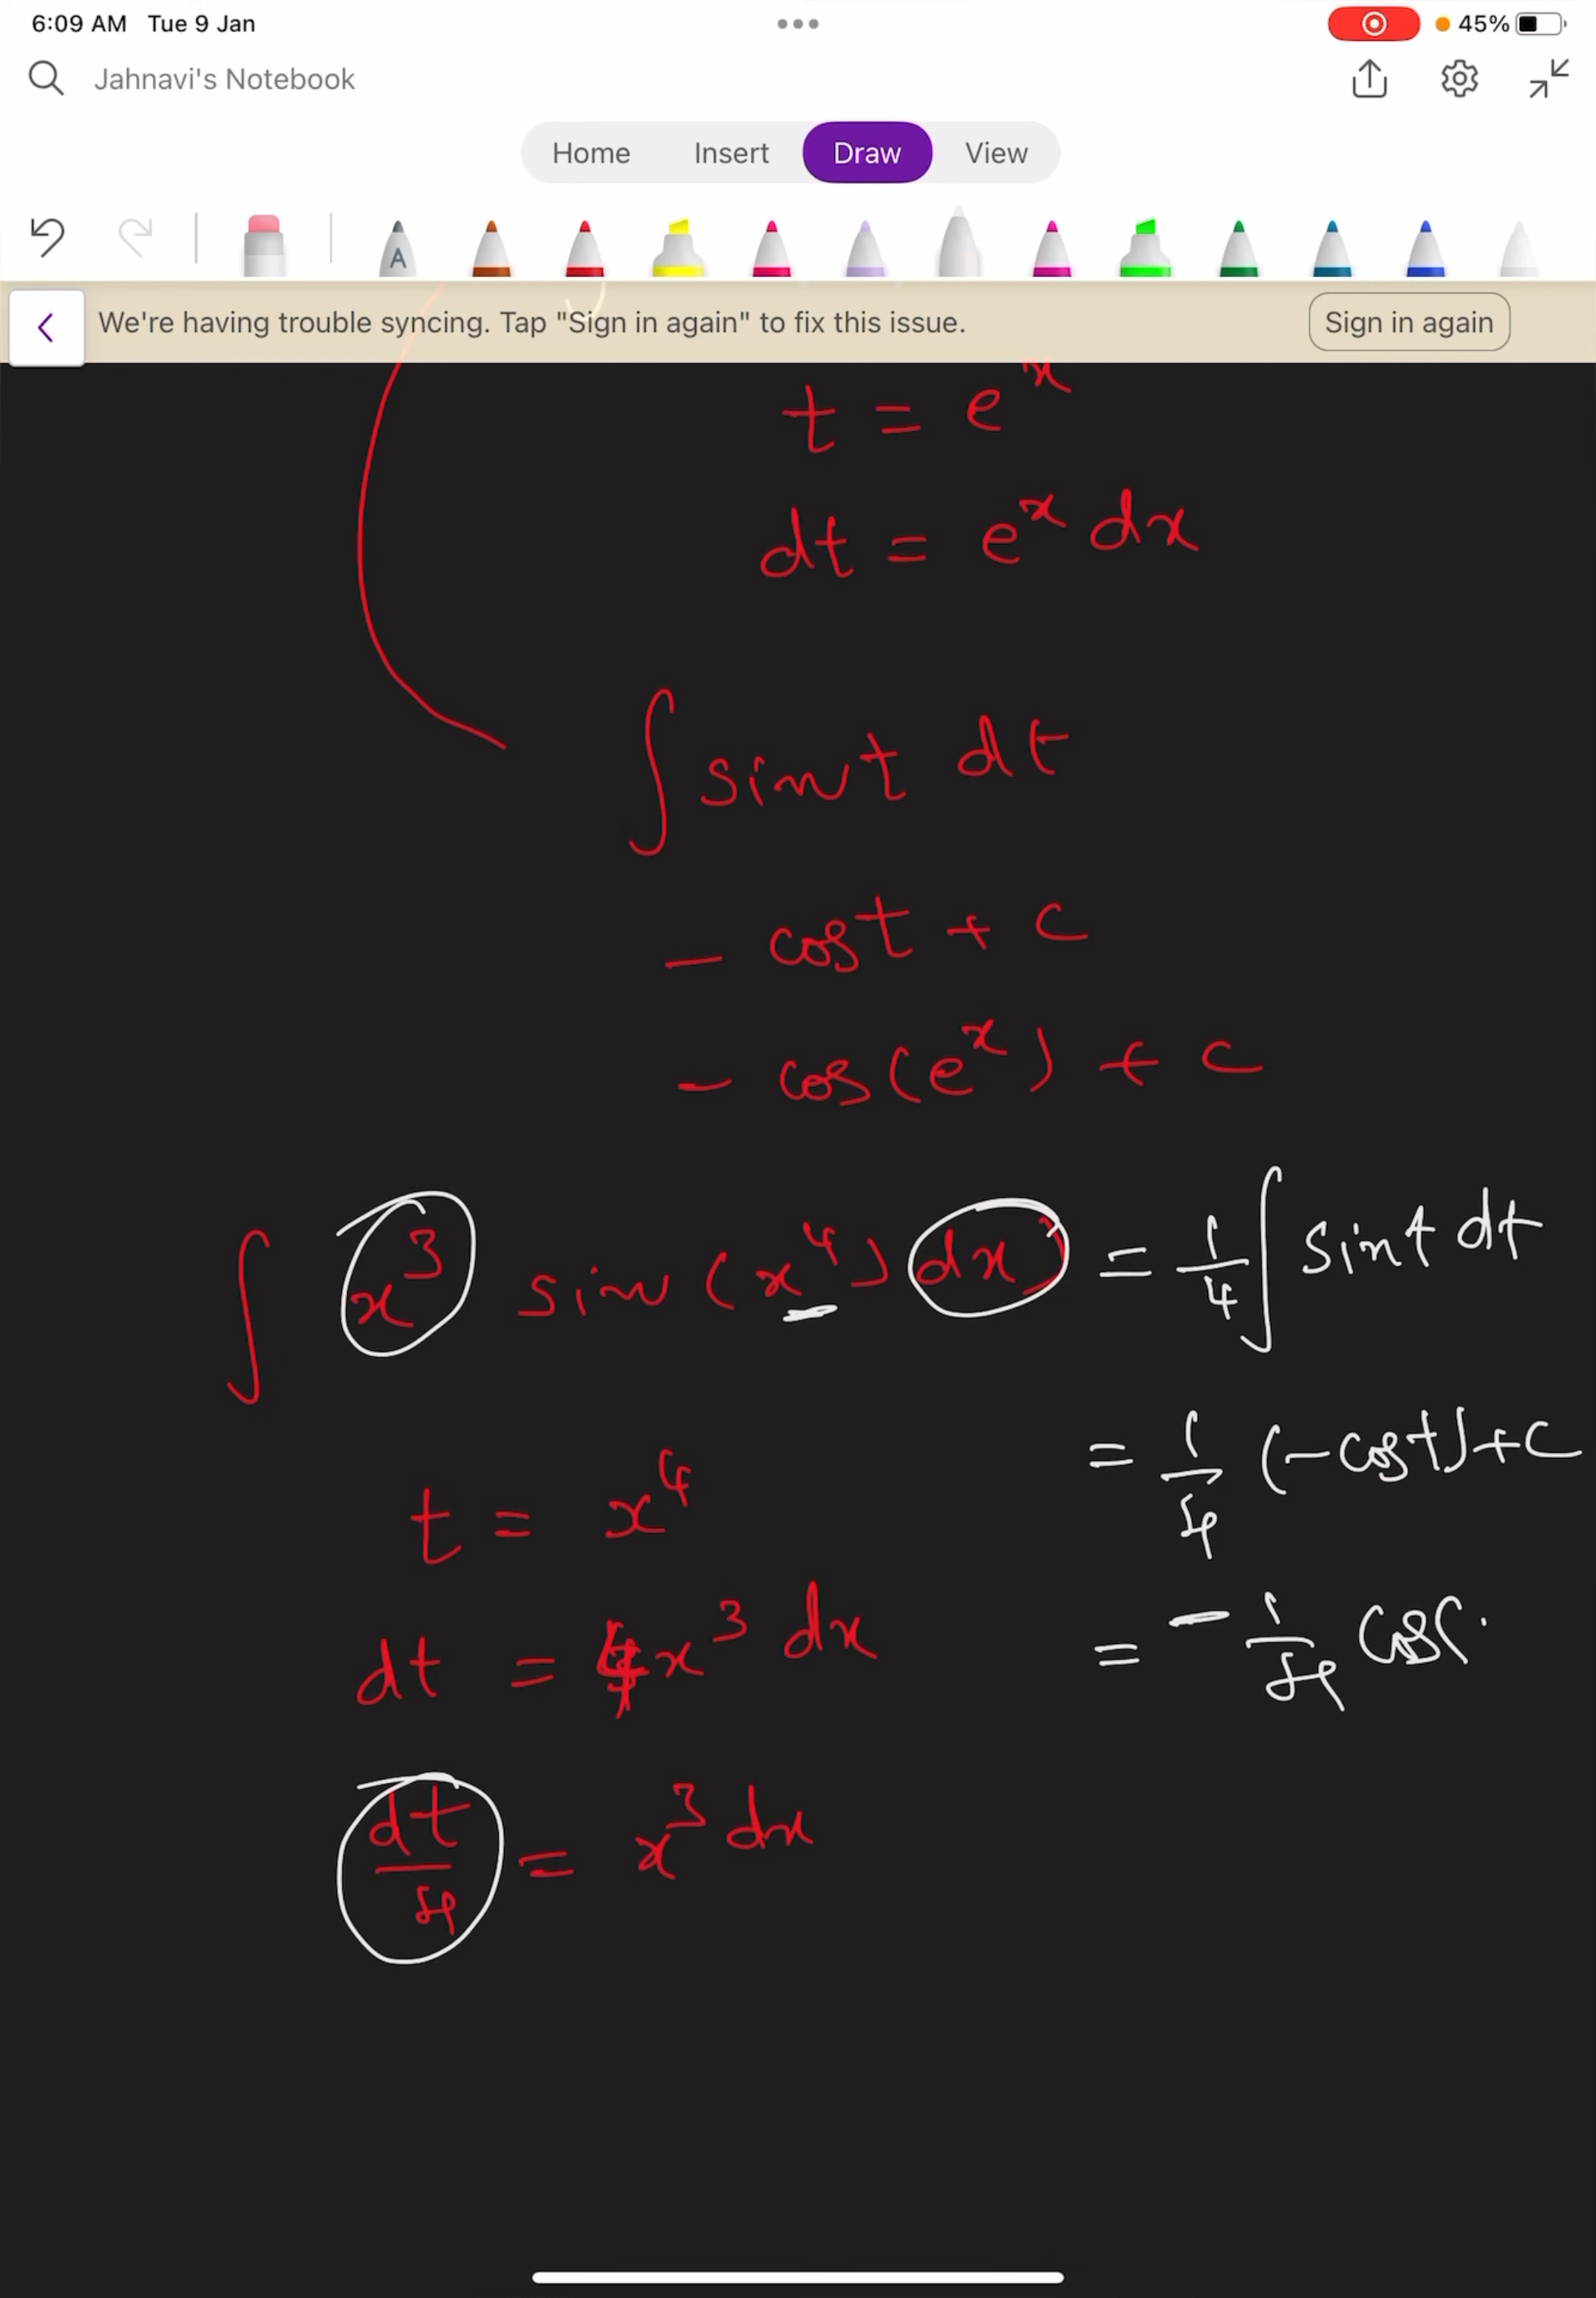 6:09 AM Tue 9 Jan
45%
Jahnavi's Notebook
Home Insert Draw View
A
We're having trouble syncing. Tap "Sign in again" to fix this issue.
Sign in again
t = e^x
dt = e^x dx
∫ sin t dt
- cos t + c
- cos(e^x) + c
∫ x^3 sin(x^4) dx = 1/4 ∫ sin t dt
= 1/4 (-cos t) + c
t = x^4
dt = 4x^3 dx
= - 1/4 cos(
dt/4 = x^3 dx